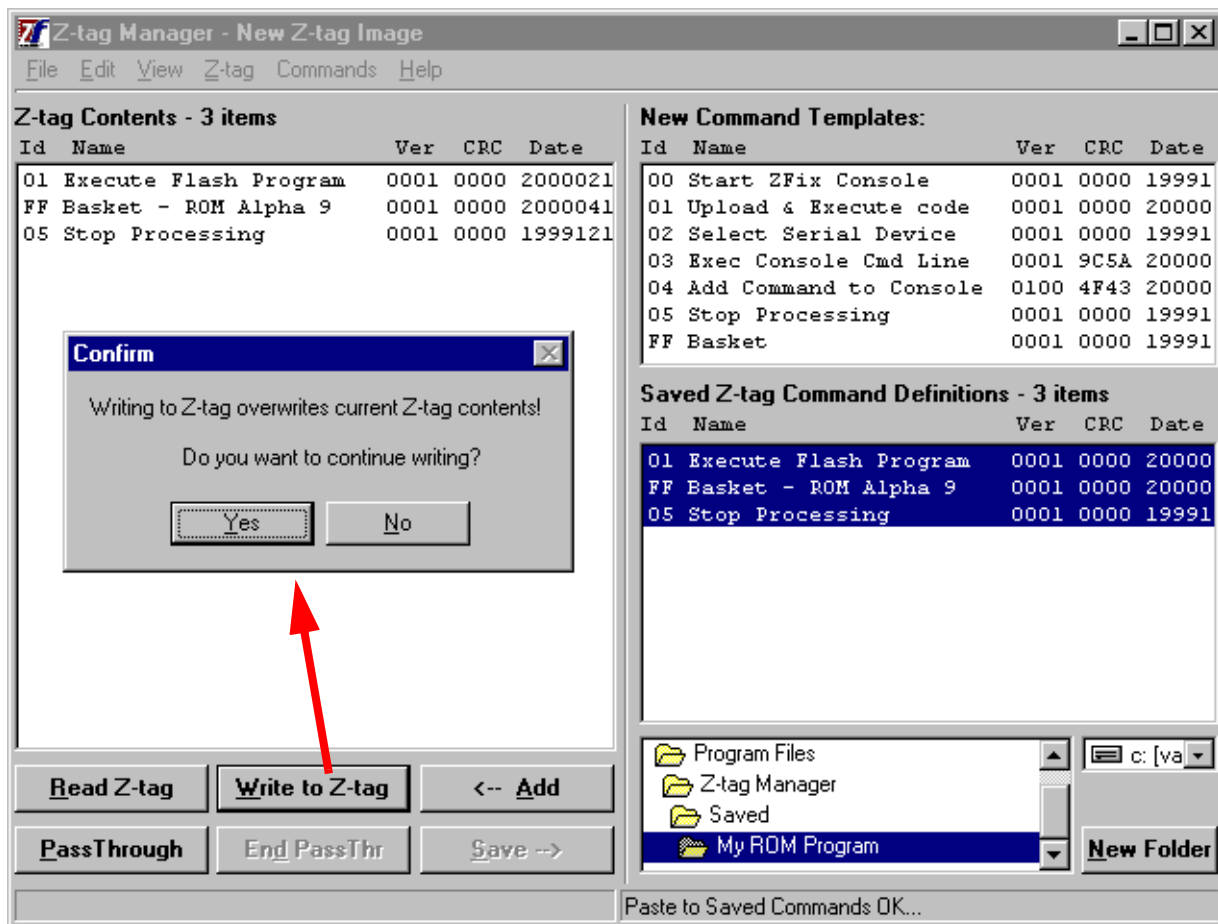 Z-tag Manager - New Z-tag Image
File Edit View Z-tag Commands Help
Z-tag Contents - 3 items
Id Name Ver CRC Date
01 Execute Flash Program 0001 0000 2000021
FF Basket - ROM Alpha 9 0001 0000 2000041
05 Stop Processing 0001 0000 1999121
Confirm
Writing to Z-tag overwrites current Z-tag contents!
Do you want to continue writing?
Yes No
Read Z-tag Write to Z-tag <-- Add
PassThrough End PassThr Save -->
New Command Templates:
Id Name Ver CRC Date
00 Start ZFix Console 0001 0000 19991
01 Upload & Execute code 0001 0000 20000
02 Select Serial Device 0001 0000 19991
03 Exec Console Cmd Line 0001 9C5A 20000
04 Add Command to Console 0100 4F43 20000
05 Stop Processing 0001 0000 19991
FF Basket 0001 0000 19991
Saved Z-tag Command Definitions - 3 items
Id Name Ver CRC Date
01 Execute Flash Program 0001 0000 20000
FF Basket - ROM Alpha 9 0001 0000 20000
05 Stop Processing 0001 0000 19991
Program Files
Z-tag Manager
Saved
My ROM Program
c: [va
New Folder
Paste to Saved Commands OK...